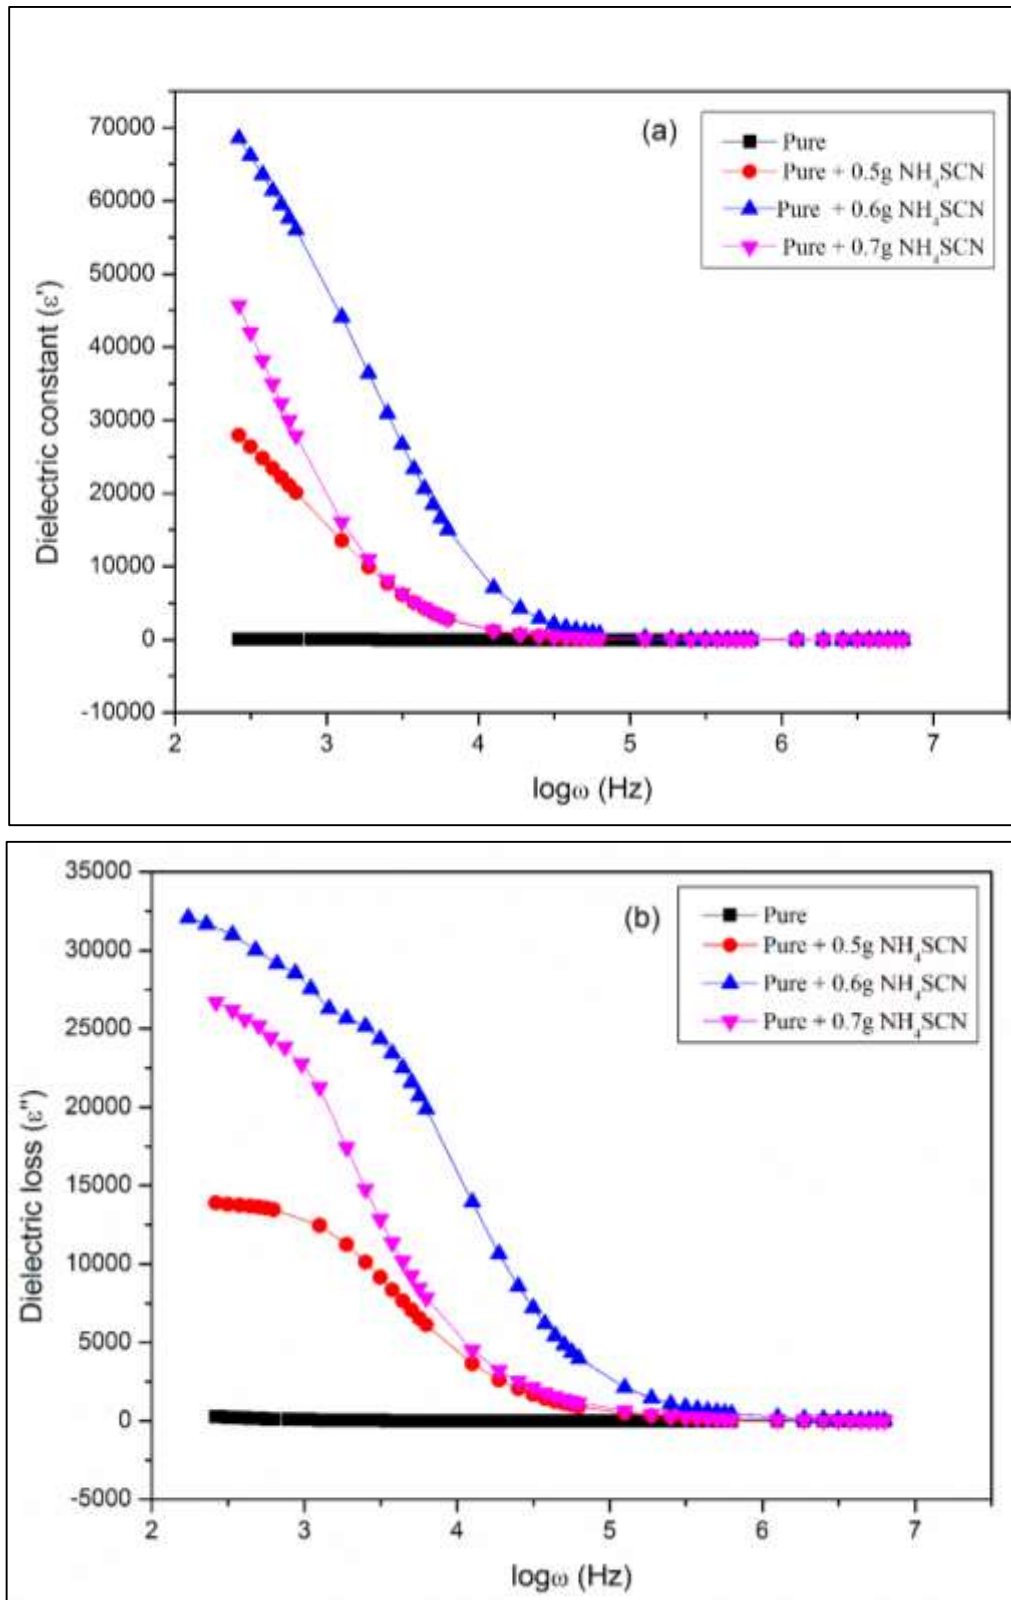 (a)
Pure
Pure + 0.5g NH₄SCN
Pure + 0.6g NH₄SCN
Pure + 0.7g NH₄SCN
Dielectric constant (ε')
70000
60000
50000
40000
30000
20000
10000
0
-10000
2 3 4 5 6 7
logω (Hz)
(b)
Pure
Pure + 0.5g NH₄SCN
Pure + 0.6g NH₄SCN
Pure + 0.7g NH₄SCN
Dielectric loss (ε'')
35000
30000
25000
20000
15000
10000
5000
0
-5000
2 3 4 5 6 7
logω (Hz)